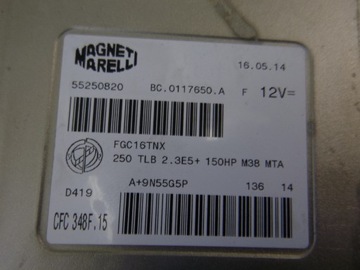 MAGNETI
MARELLI
16.05.14
55250820
BC.0117650.A
F 12V=
FGC16TNX
250 TLB 2.3E5+ 150HP M38 MTA
D419
A+9N55G5P
136 14
CFC 348F.15